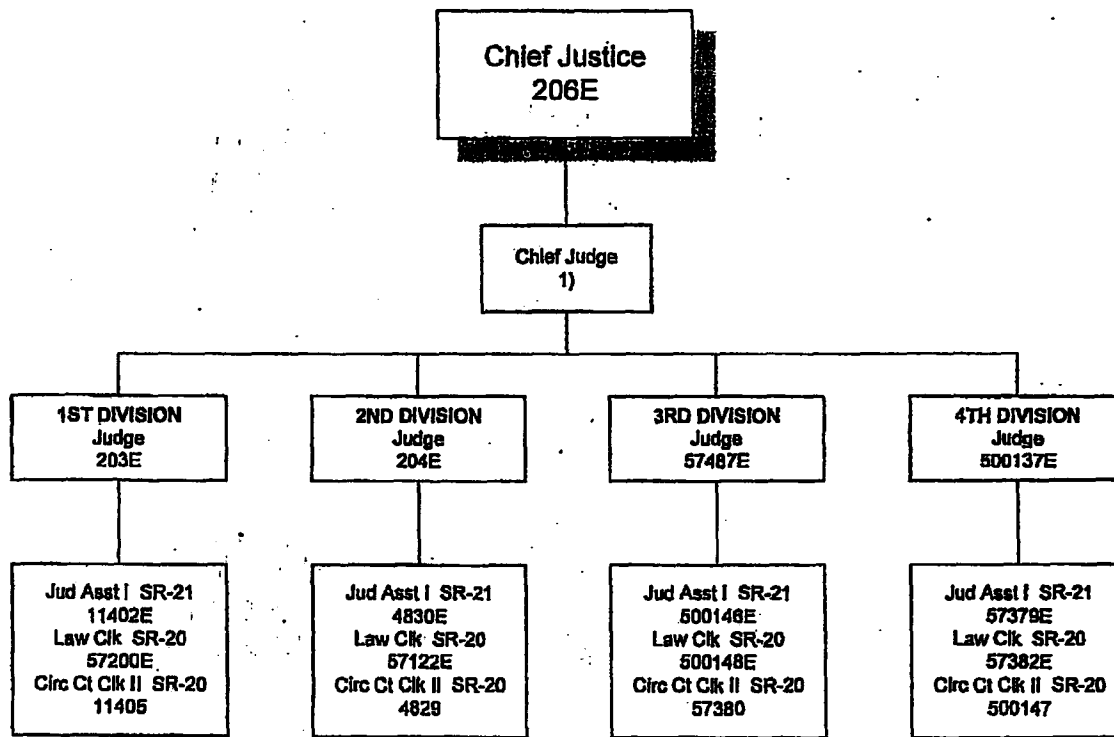 Chief Justice
206E
Chief Judge
1)
1ST DIVISION
Judge
203E
2ND DIVISION
Judge
204E
3RD DIVISION
Judge
57487E
4TH DIVISION
Judge
500137E
Jud Asst I SR-21
11402E
Law Clk SR-20
57200E
Circ Ct Clk II SR-20
11405
Jud Asst I SR-21
4830E
Law Clk SR-20
57122E
Circ Ct Clk II SR-20
4829
Jud Asst I SR-21
500146E
Law Clk SR-20
500148E
Circ Ct Clk II SR-20
57380
Jud Asst I SR-21
57379E
Law Clk SR-20
57382E
Circ Ct Clk II SR-20
500147